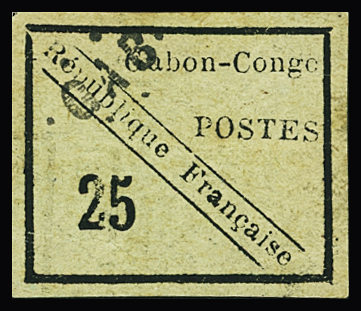 Gabon-Congo
République Française
POSTES
25